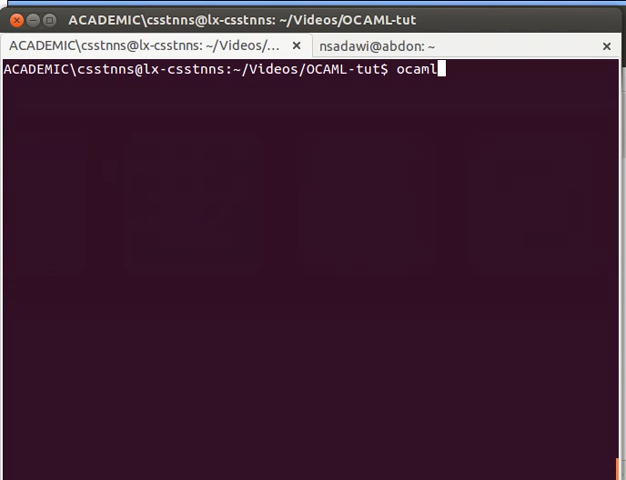 ACADEMIC\csstnns@lx-csstnns: ~/Videos/OCAML-tut
ACADEMIC\csstnns@lx-csstnns: ~/Videos/... × nsadawi@abdon: ~ ×
ACADEMIC\csstnns@lx-csstnns:~/Videos/OCAML-tut$ ocaml